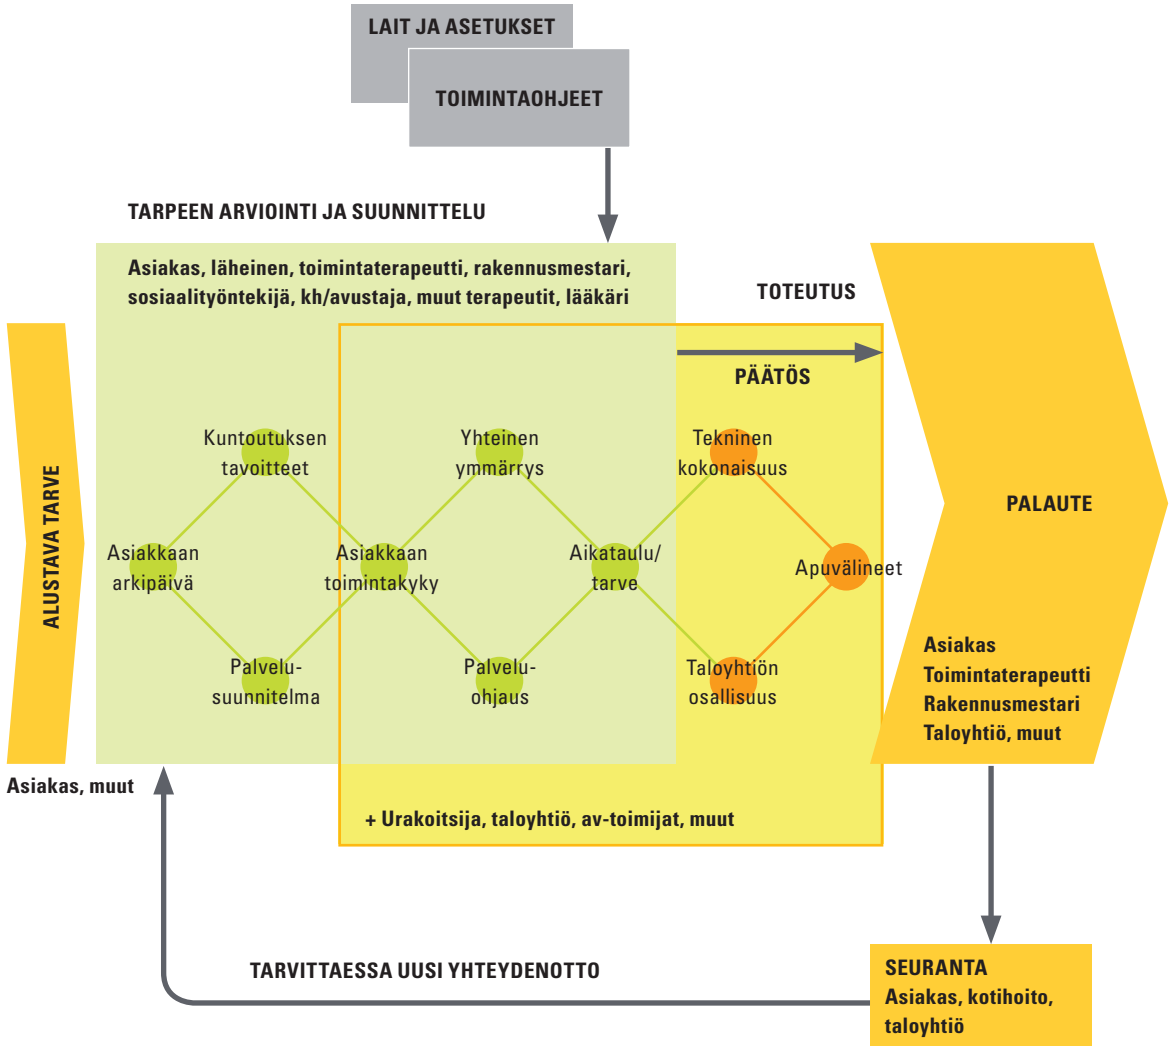 LAIT JA ASETUKSET
TOIMINTAOHJEET
TARPEEN ARVIOINTI JA SUUNNITTELU
Asiakas, läheinen, toimintaterapeutti, rakennusmestari,
sosiaalityöntekijä, kh/avustaja, muut terapeutit, lääkäri
TOTEUTUS
PÄÄTÖS
ALUSTAVA TARVE
Asiakas, muut
Kuntoutuksen
tavoitteet
Yhteinen
ymmärrys
Tekninen
kokonaisuus
Asiakkaan
arkipäivä
Asiakkaan
toimintakyky
Aikataulu/
tarve
Apuvälineet
Palvelu-
suunnitelma
Palvelu-
ohjaus
Taloyhtiön
osallisuus
+ Urakoitsija, taloyhtiö, av-toimijat, muut
PALAUTE
Asiakas
Toimintaterapeutti
Rakennusmestari
Taloyhtiö, muut
TARVITTAESSA UUSI YHTEYDENOTTO
SEURANTA
Asiakas, kotihoito,
taloyhtiö